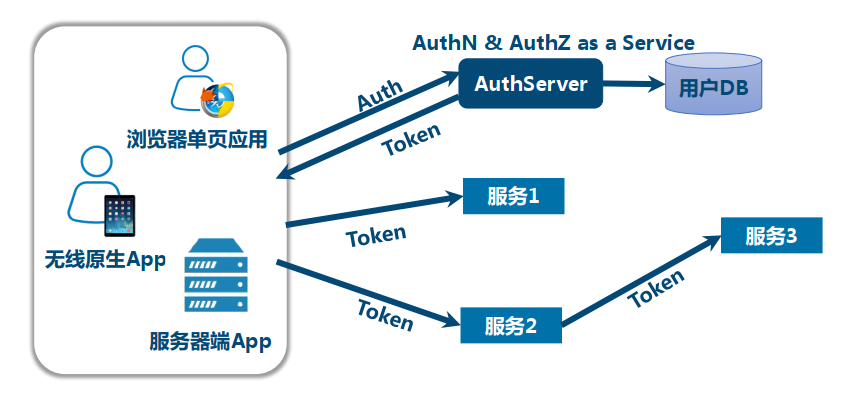 AuthN & AuthZ as a Service
AuthServer
用户DB
Auth
Token
浏览器单页应用
无线原生App
服务器端App
Token
服务1
Token
服务2
Token
服务3